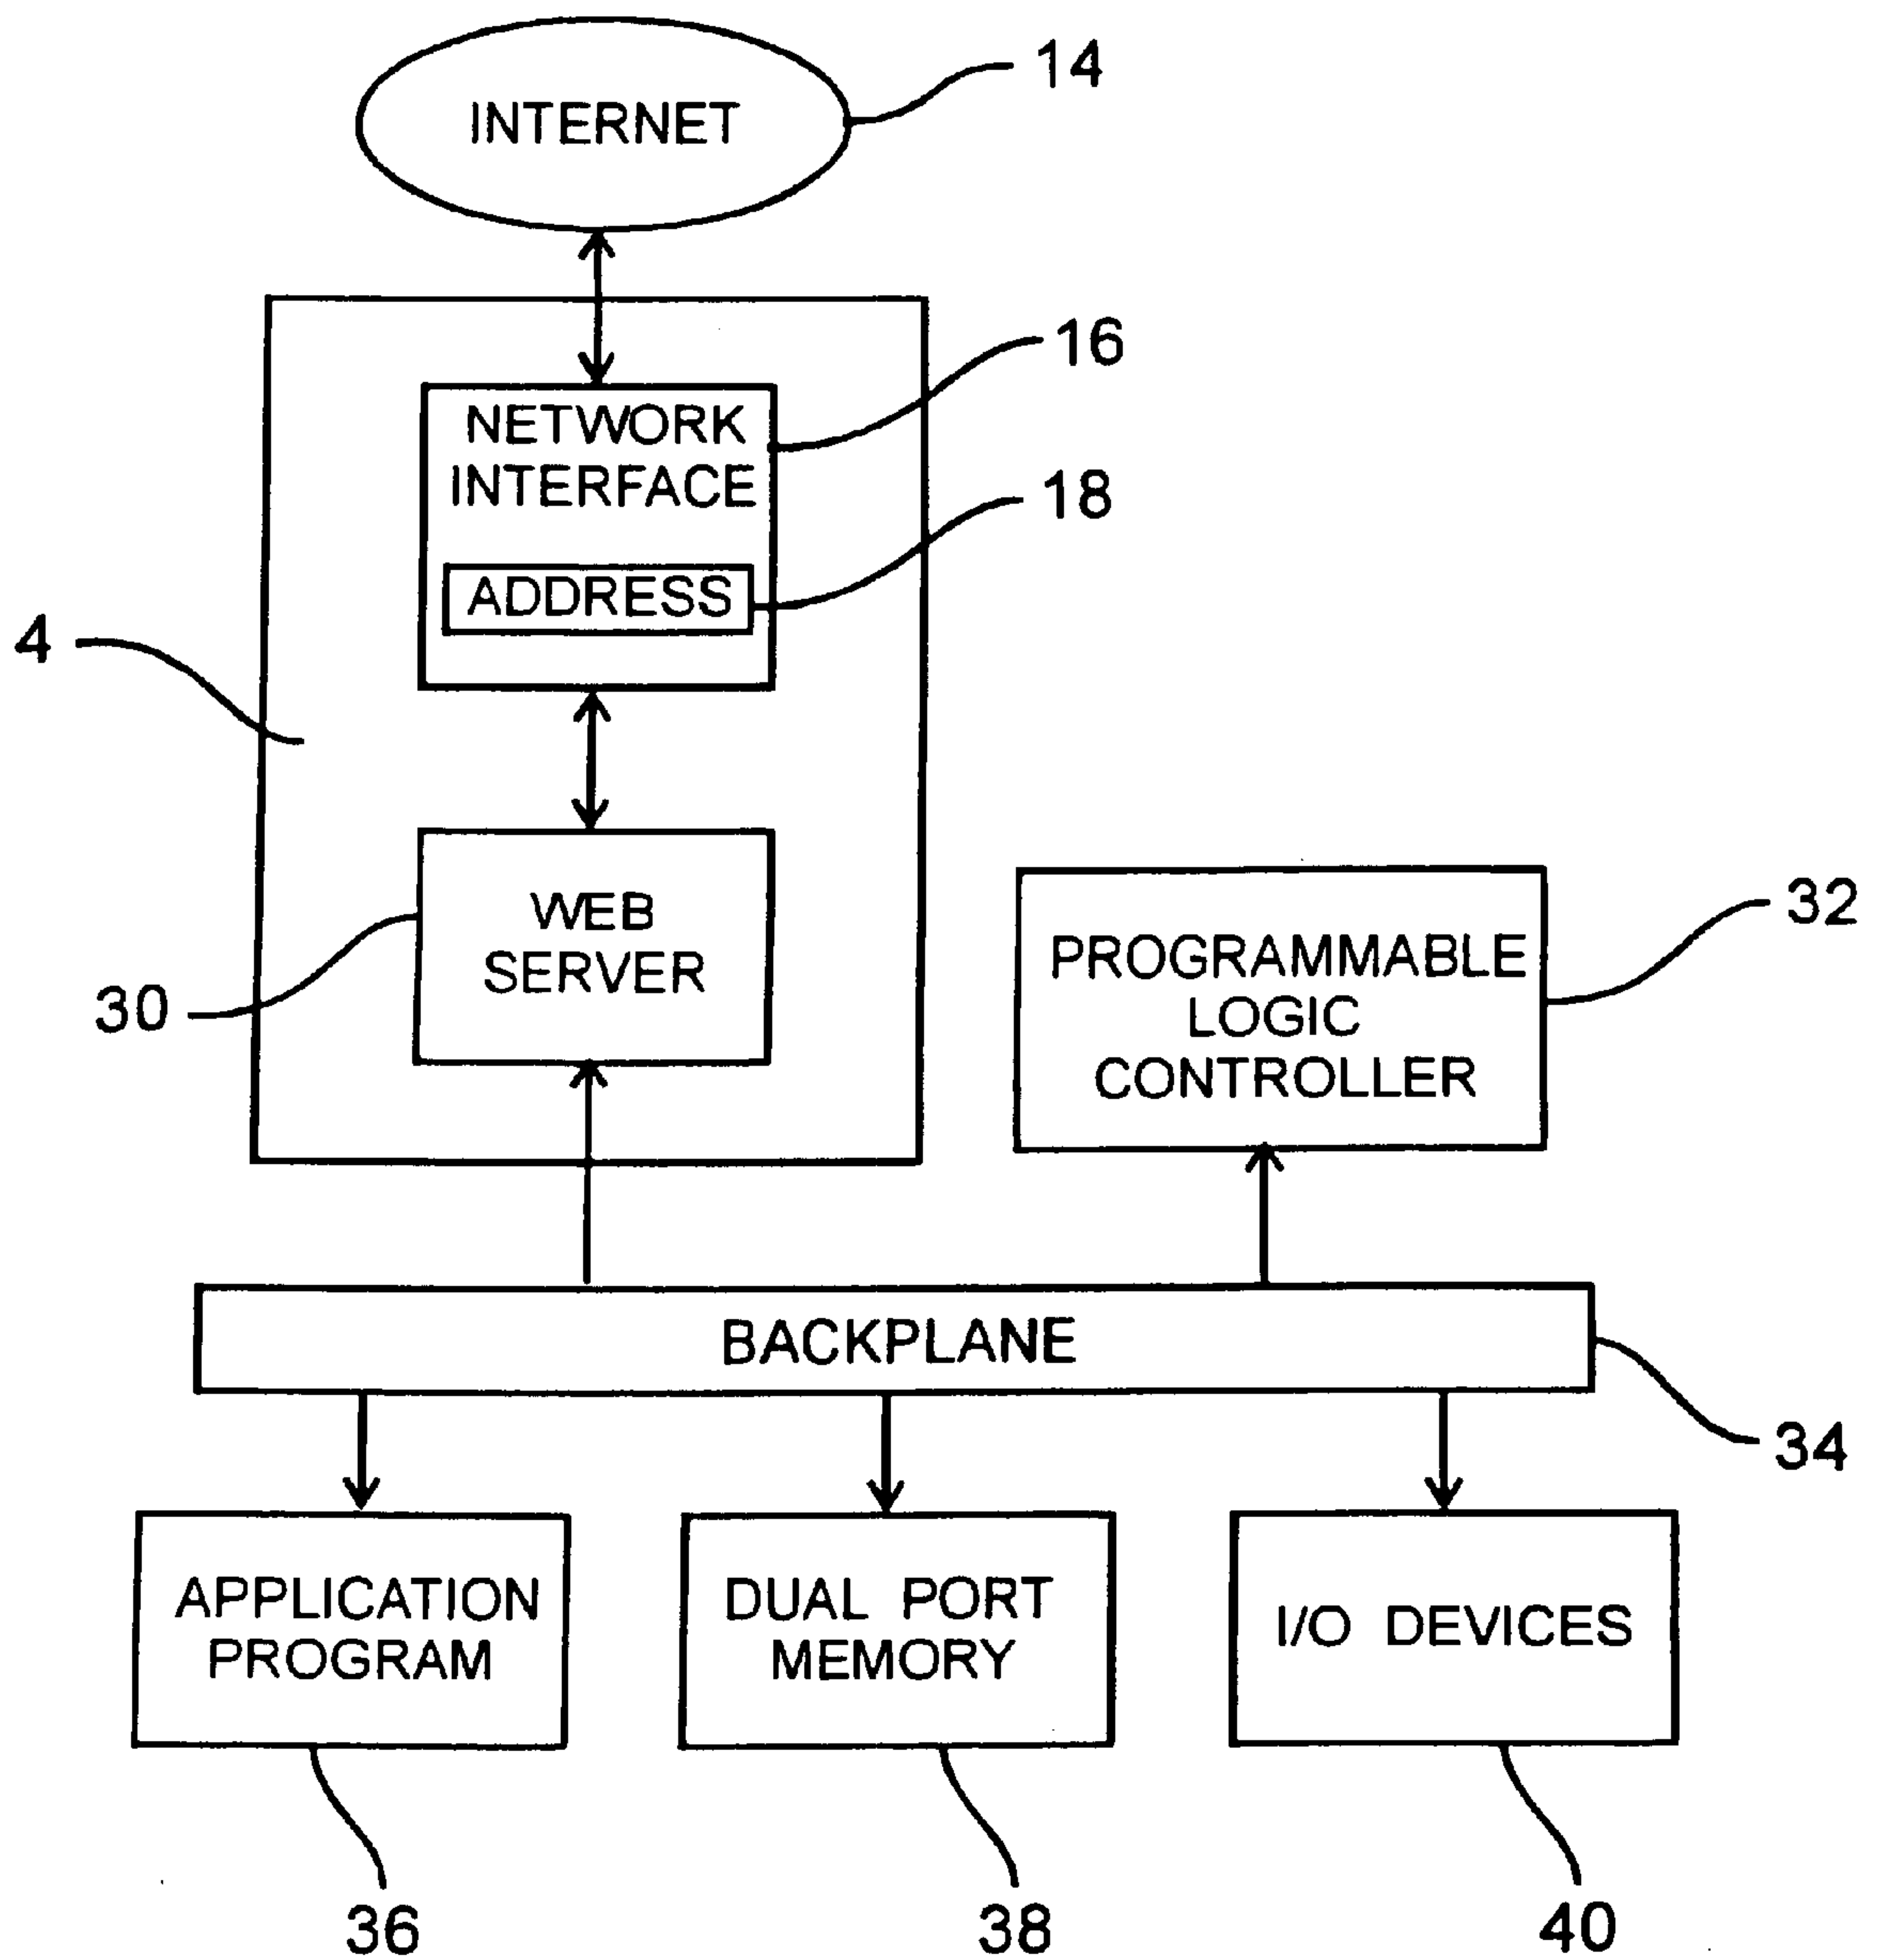 INTERNET
14
NETWORK
INTERFACE
16
ADDRESS
18
4
WEB
SERVER
30
PROGRAMMABLE
LOGIC
CONTROLLER
32
BACKPLANE
34
APPLICATION
PROGRAM
DUAL PORT
MEMORY
I/O DEVICES
36
38
40